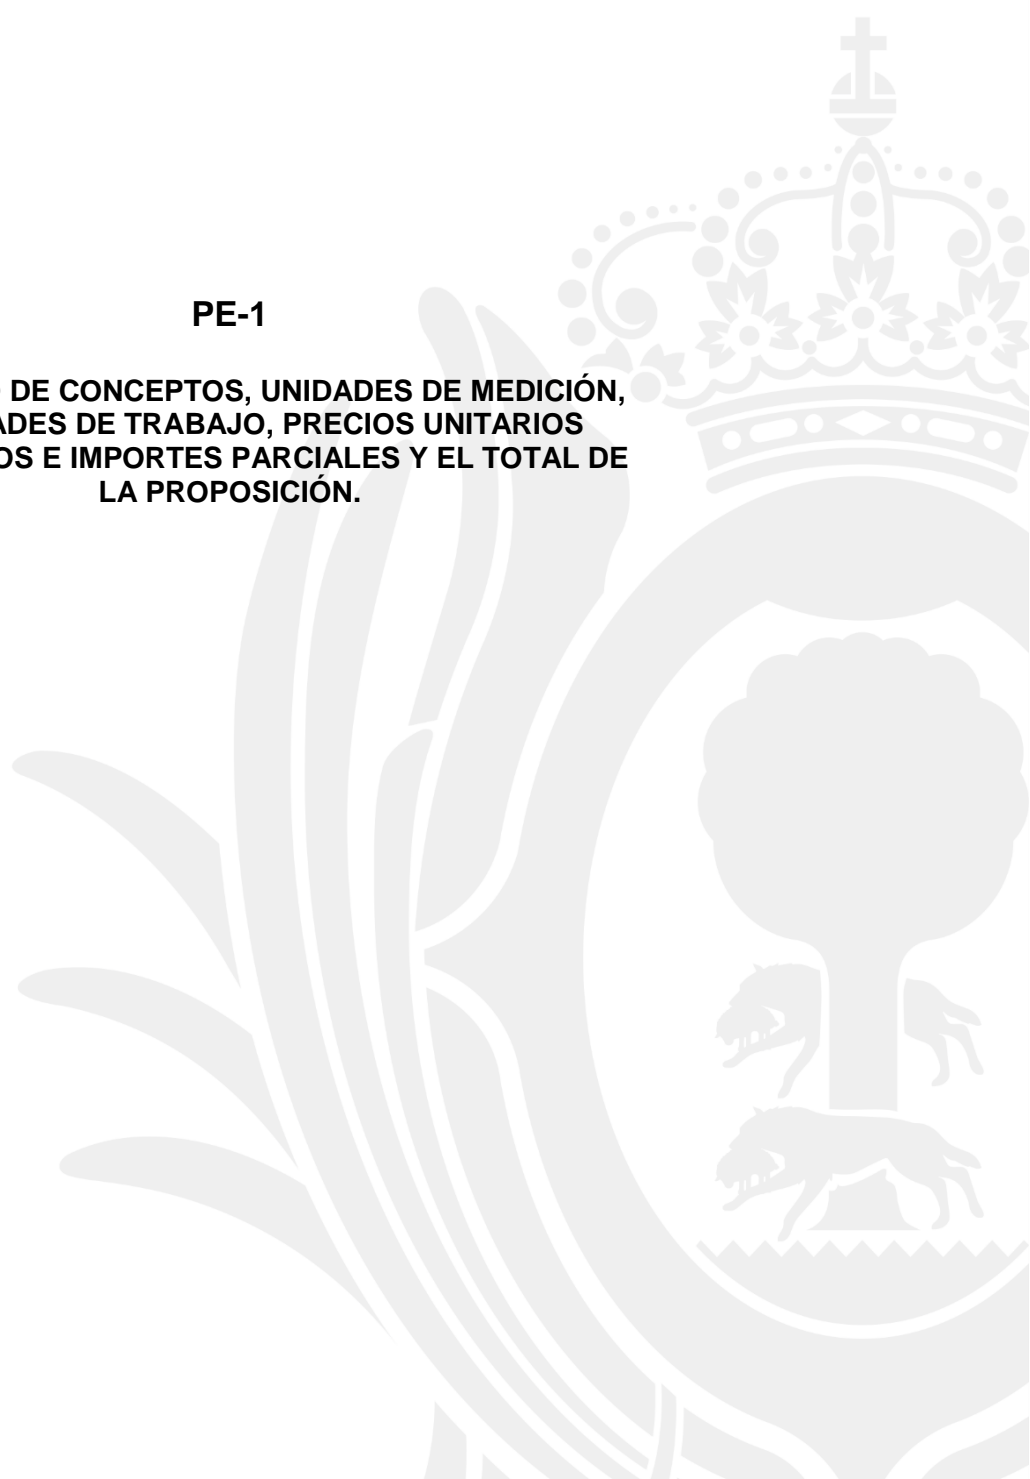 PE-1
DE CONCEPTOS, UNIDADES DE MEDICIÓN,
ADES DE TRABAJO, PRECIOS UNITARIOS
OS E IMPORTES PARCIALES Y EL TOTAL DE
LA PROPOSICIÓN.